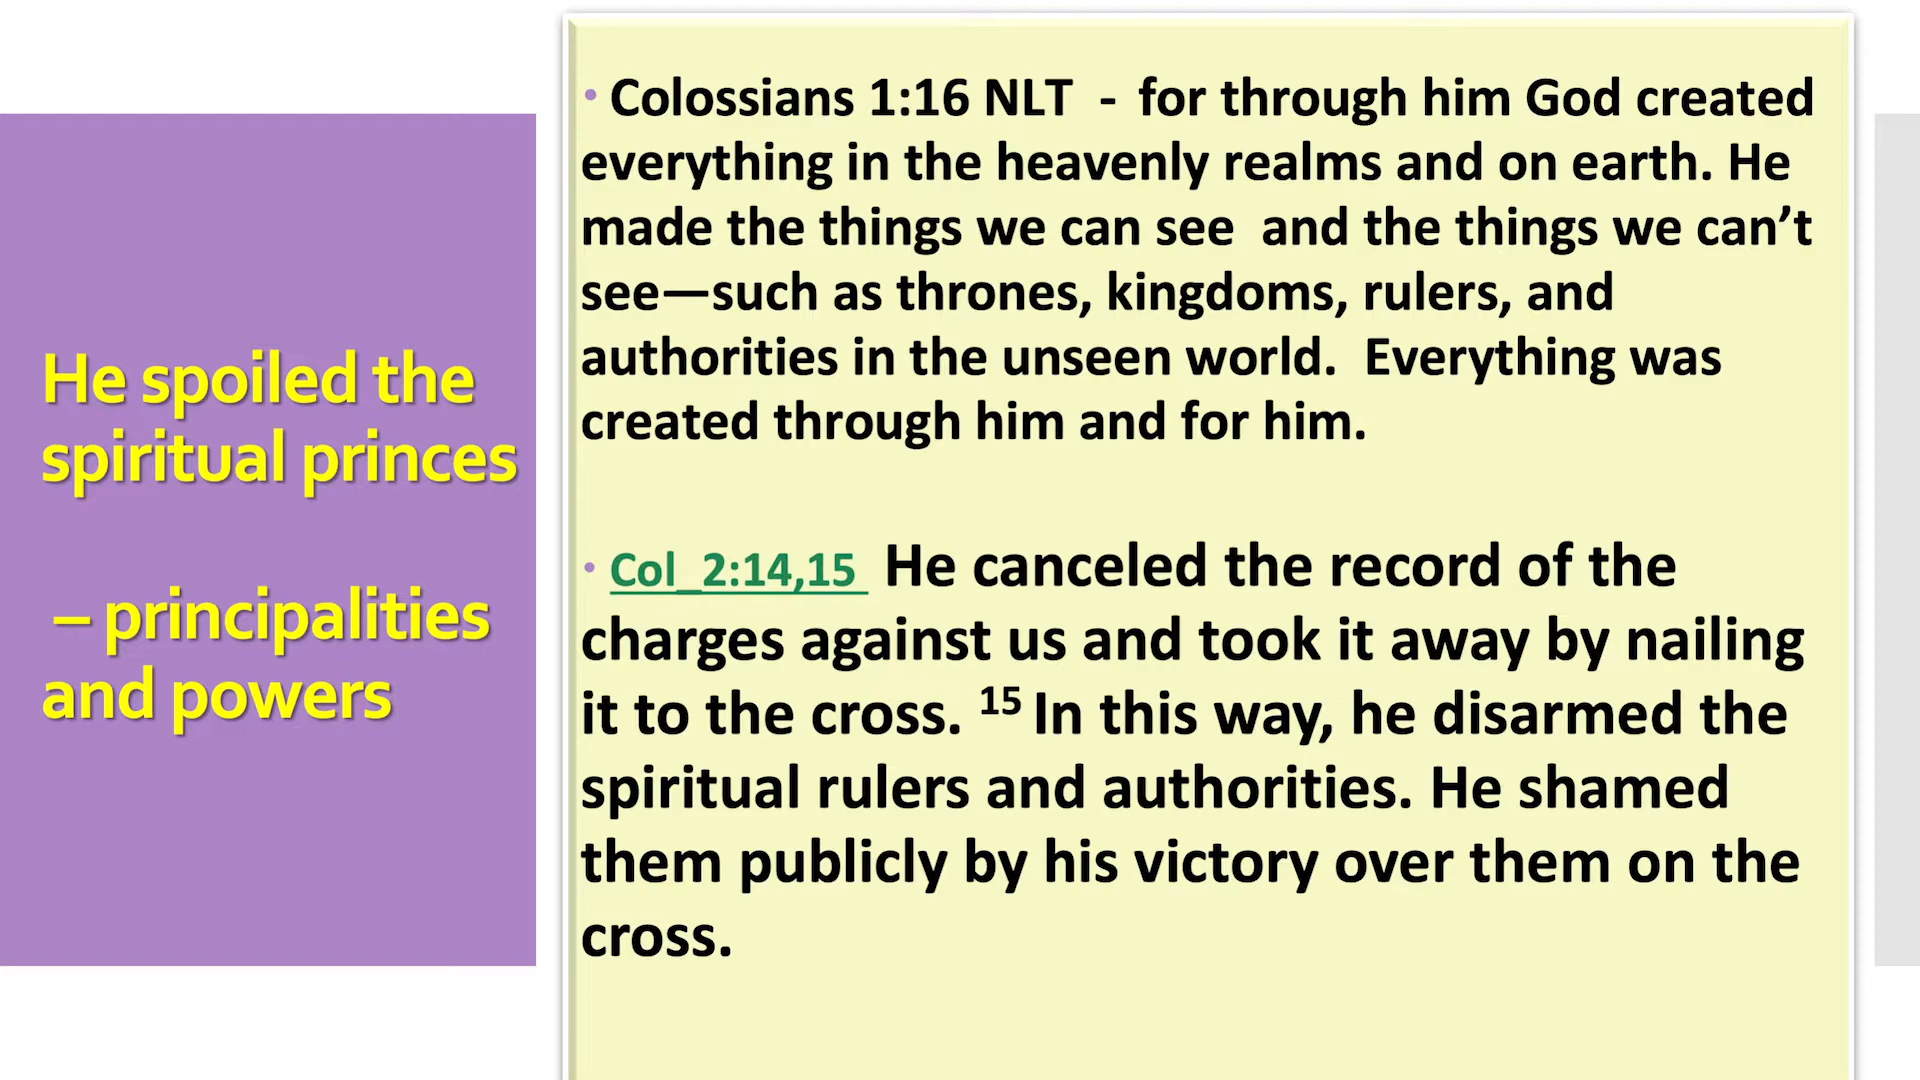 He spoiled the
spiritual princes
– principalities
and powers
• Colossians 1:16 NLT - for through him God created
everything in the heavenly realms and on earth. He
made the things we can see and the things we can’t
see—such as thrones, kingdoms, rulers, and
authorities in the unseen world. Everything was
created through him and for him.
• Col_2:14,15 He canceled the record of the
charges against us and took it away by nailing
it to the cross. 15 In this way, he disarmed the
spiritual rulers and authorities. He shamed
them publicly by his victory over them on the
cross.